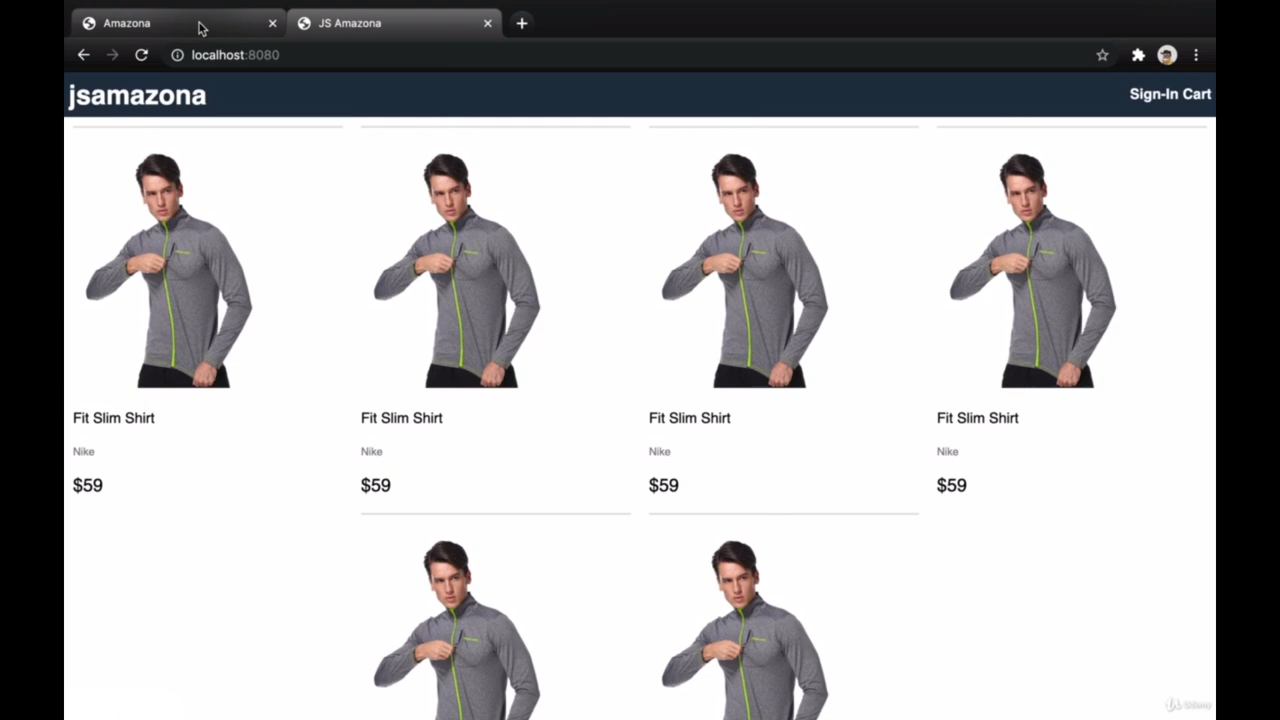 Amazona
JS Amazona
localhost:8080
jsamazona
Sign-In Cart
Fit Slim Shirt
Fit Slim Shirt
Fit Slim Shirt
Fit Slim Shirt
Nike
Nike
Nike
Nike
$59
$59
$59
$59
Udemy